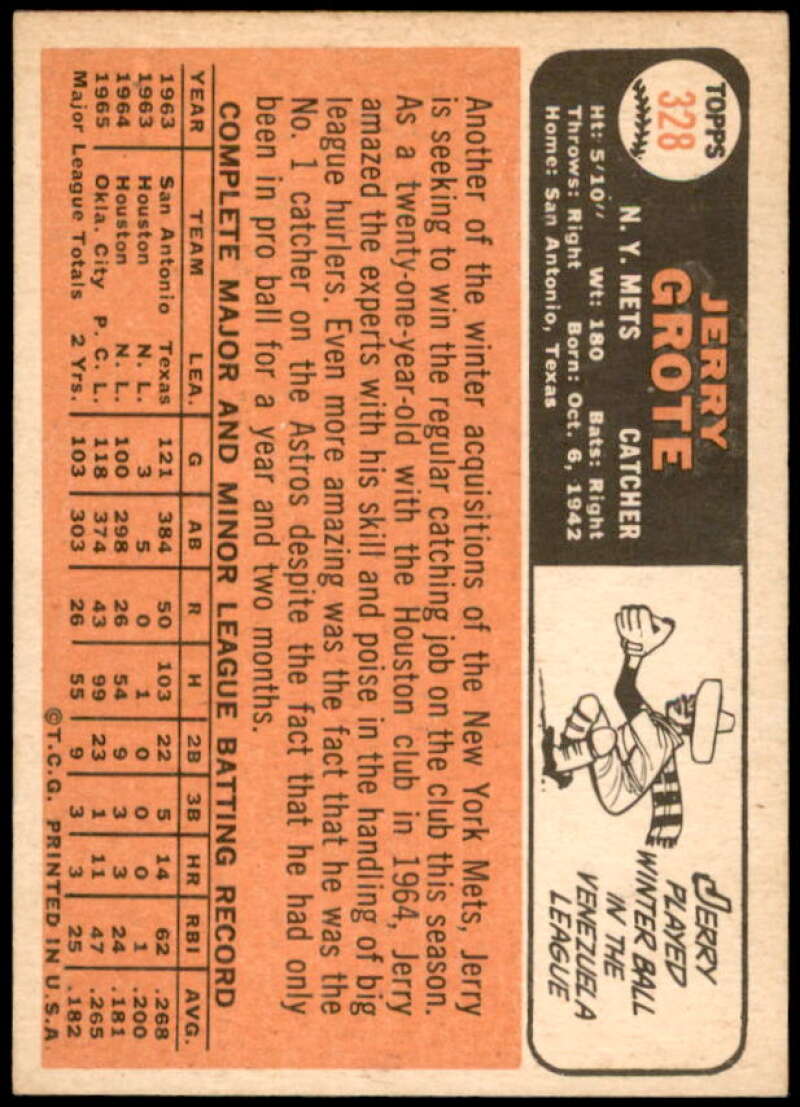 TOPPS
328
JERRY
GROTE
N. Y. METS CATCHER
Ht: 5'10" Wt: 180 Bats: Right
Throws: Right Born: Oct. 6, 1942
Home: San Antonio, Texas
JERRY
PLAYED
WINTER BALL
IN THE
VENEZUELA
LEAGUE
Another of the winter acquisitions of the New York Mets, Jerry
is seeking to win the regular catching job on the club this season.
As a twenty-one-year-old with the Houston club in 1964, Jerry
amazed the experts with his skill and poise in the handling of big
league hurlers. Even more amazing was the fact that he was the
No. 1 catcher on the Astros despite the fact that he had only
been in pro ball for a year and two months.
COMPLETE MAJOR AND MINOR LEAGUE BATTING RECORD
YEAR TEAM LEA. G AB R H 2B 3B HR RBI AVG.
1963 San Antonio Texas 121 384 50 103 22 5 14 62 .268
1963 Houston N. L. 3 5 0 1 0 0 0 1 .200
1964 Houston N. L. 100 298 26 54 9 3 3 24 .181
1965 Okla. City P. C. L. 118 374 43 99 23 1 11 47 .265
Major League Totals 2 Yrs. 103 303 26 55 9 3 3 25 .182
©T.C.G. PRINTED IN U.S.A